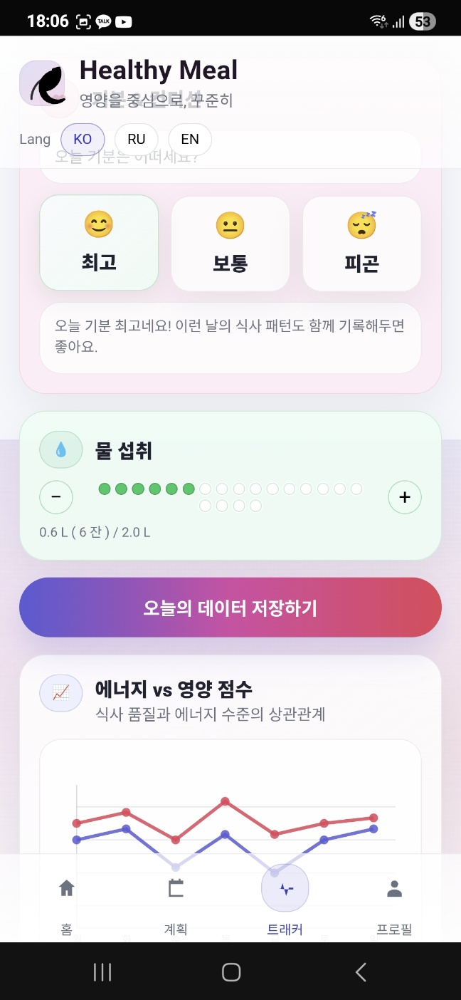 18:06
TALK
6
53
Healthy Meal
영양을 중심으로, 꾸준히
Lang KO RU EN
오늘 기분은 어떠세요?
최고 보통 피곤
오늘 기분 최고네요! 이런 날의 식사 패턴도 함께 기록해두면
좋아요.
물 섭취
− +
0.6 L ( 6 잔 ) / 2.0 L
오늘의 데이터 저장하기
에너지 vs 영양 점수
식사 품질과 에너지 수준의 상관관계
홈 계획 트래커 프로필